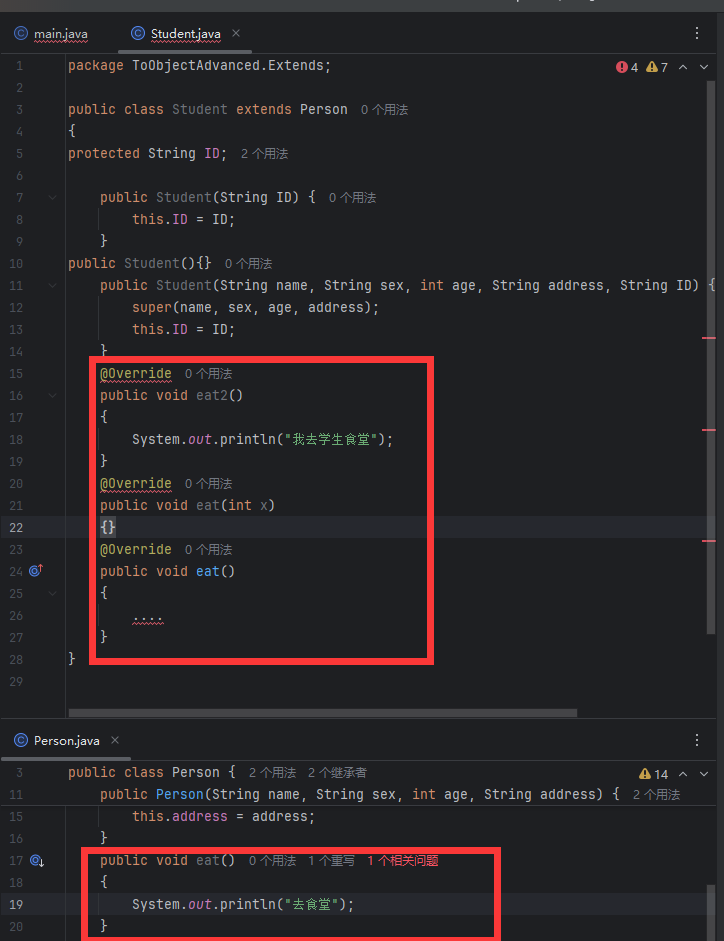 main.java Student.java
4 7
1 package ToObjectAdvanced.Extends;
2
3 public class Student extends Person 0 个用法
4 {
5 protected String ID; 2 个用法
6
7 public Student(String ID) { 0 个用法
8 this.ID = ID;
9 }
10 public Student(){} 0 个用法
11 public Student(String name, String sex, int age, String address, String ID) {
12 super(name, sex, age, address);
13 this.ID = ID;
14 }
15 @Override 0 个用法
16 public void eat2()
17 {
18 System.out.println("我去学生食堂");
19 }
20 @Override 0 个用法
21 public void eat(int x)
22 {}
23 @Override 0 个用法
24 public void eat()
25 {
26 ....
27 }
28 }
29
Person.java
3 public class Person { 2 个用法 2 个继承者
14
11 public Person(String name, String sex, int age, String address) { 2 个用法
15 this.address = address;
16 }
17 public void eat() 0 个用法 1 个重写 1 个相关问题
18 {
19 System.out.println("去食堂");
20 }